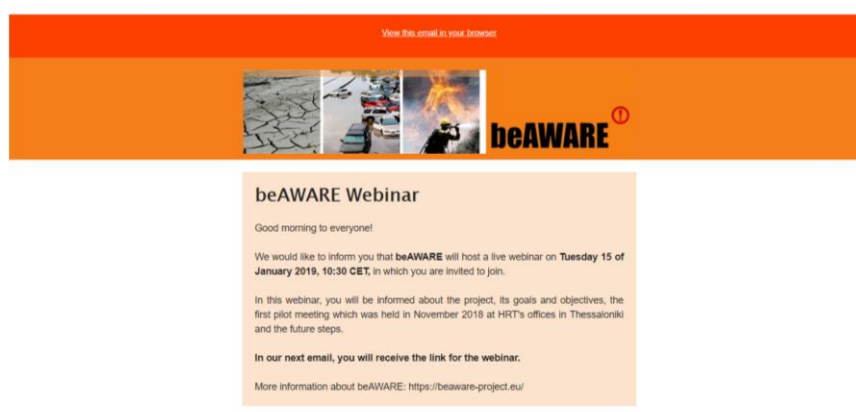 View this email in your browser
beAWARE
beAWARE Webinar
Good morning to everyone!
We would like to inform you that beAWARE will host a live webinar on Tuesday 15 of
January 2019, 10:30 CET, in which you are invited to join.
In this webinar, you will be informed about the project, its goals and objectives, the
first pilot meeting which was held in November 2018 at HRT's offices in Thessaloniki
and the future steps.
In our next email, you will receive the link for the webinar.
More information about beAWARE: https://beaware-project.eu/